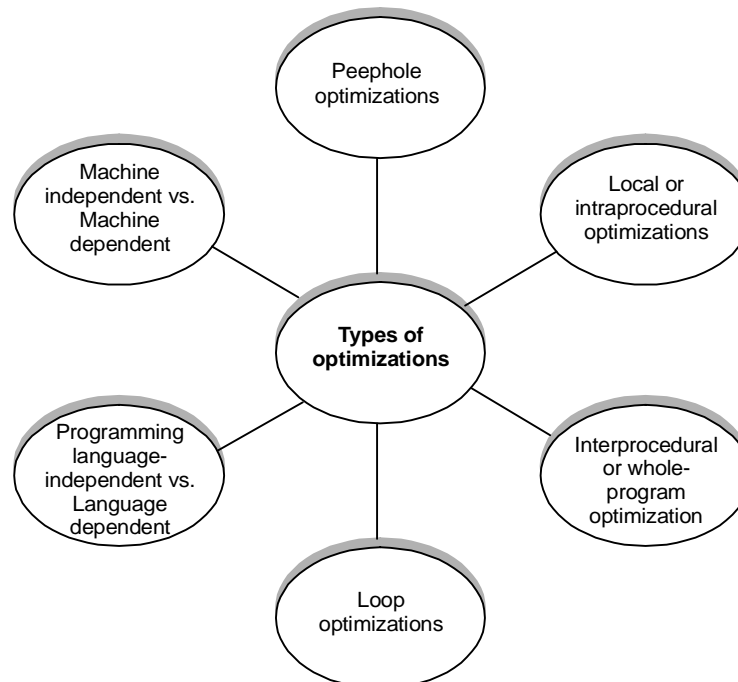 Peephole
optimizations
Machine
independent vs.
Machine
dependent
Local or
intraprocedural
optimizations
Types of
optimizations
Programming
language-
independent vs.
Language
dependent
Interprocedural
or whole-
program
optimization
Loop
optimizations